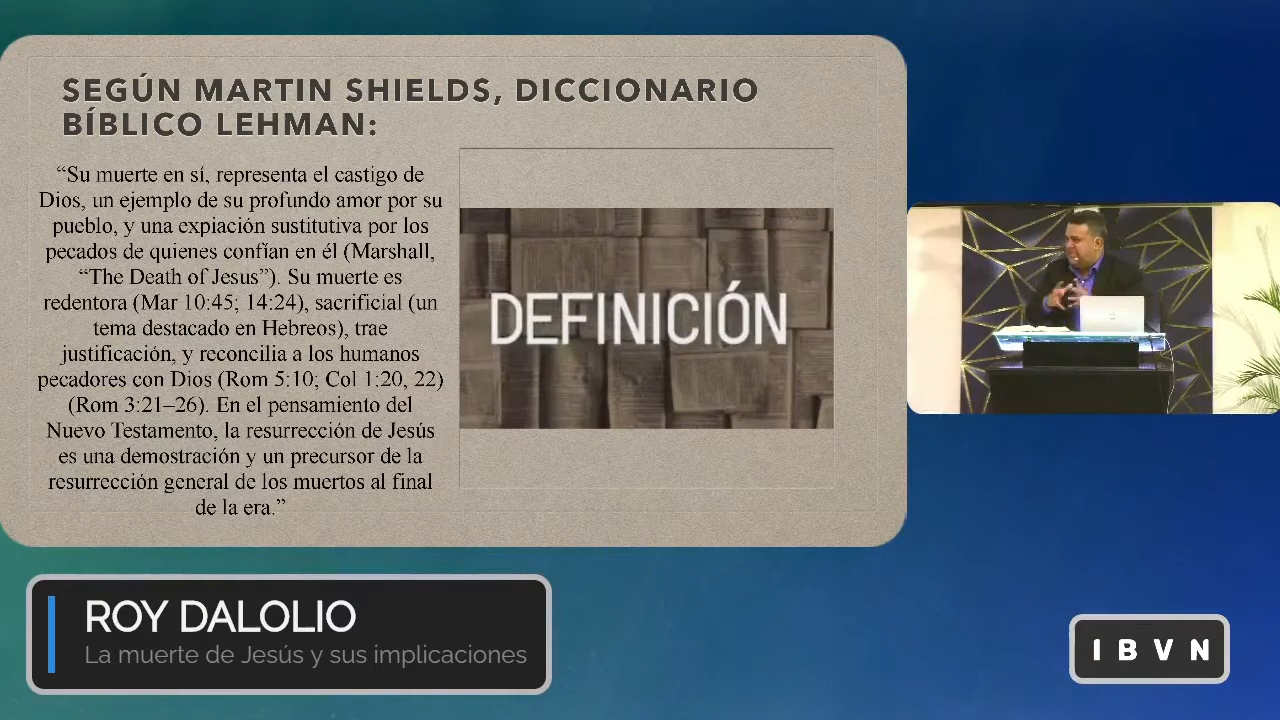 SEGÚN MARTIN SHIELDS, DICCIONARIO
BÍBLICO LEHMAN:
“Su muerte en sí, representa el castigo de
Dios, un ejemplo de su profundo amor por su
pueblo, y una expiación sustitutiva por los
pecados de quienes confían en él (Marshall,
“The Death of Jesus”). Su muerte es
redentora (Mar 10:45; 14:24), sacrificial (un
tema destacado en Hebreos), trae
justificación, y reconcilia a los humanos
pecadores con Dios (Rom 5:10; Col 1:20, 22)
(Rom 3:21–26). En el pensamiento del
Nuevo Testamento, la resurrección de Jesús
es una demostración y un precursor de la
resurrección general de los muertos al final
de la era.”
DEFINICIÓN
ROY DALOLIO
La muerte de Jesús y sus implicaciones
IBVN